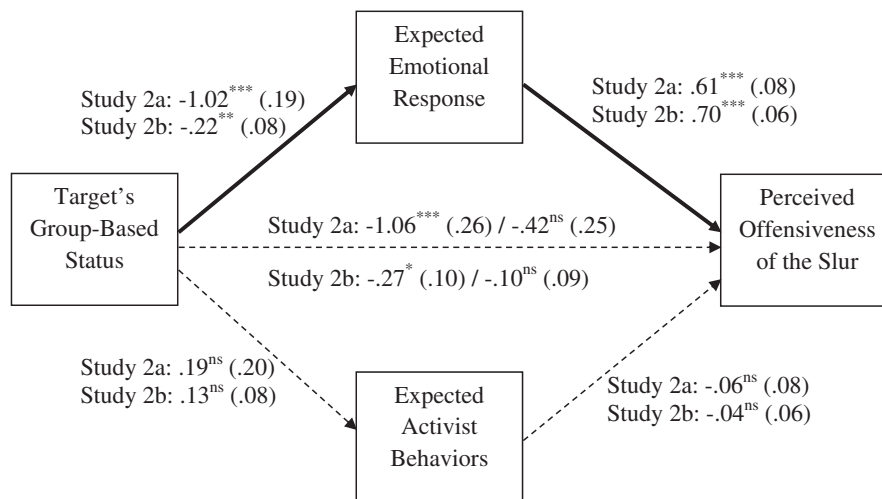 Expected
Emotional
Response
Study 2a: -1.02*** (.19)
Study 2b: -.22** (.08)
Study 2a: .61*** (.08)
Study 2b: .70*** (.06)
Target's
Group-Based
Status
Study 2a: -1.06*** (.26) / -.42ns (.25)
Study 2b: -.27* (.10) / -.10ns (.09)
Perceived
Offensiveness
of the Slur
Study 2a: .19ns (.20)
Study 2b: .13ns (.08)
Expected
Activist
Behaviors
Study 2a: -.06ns (.08)
Study 2b: -.04ns (.06)